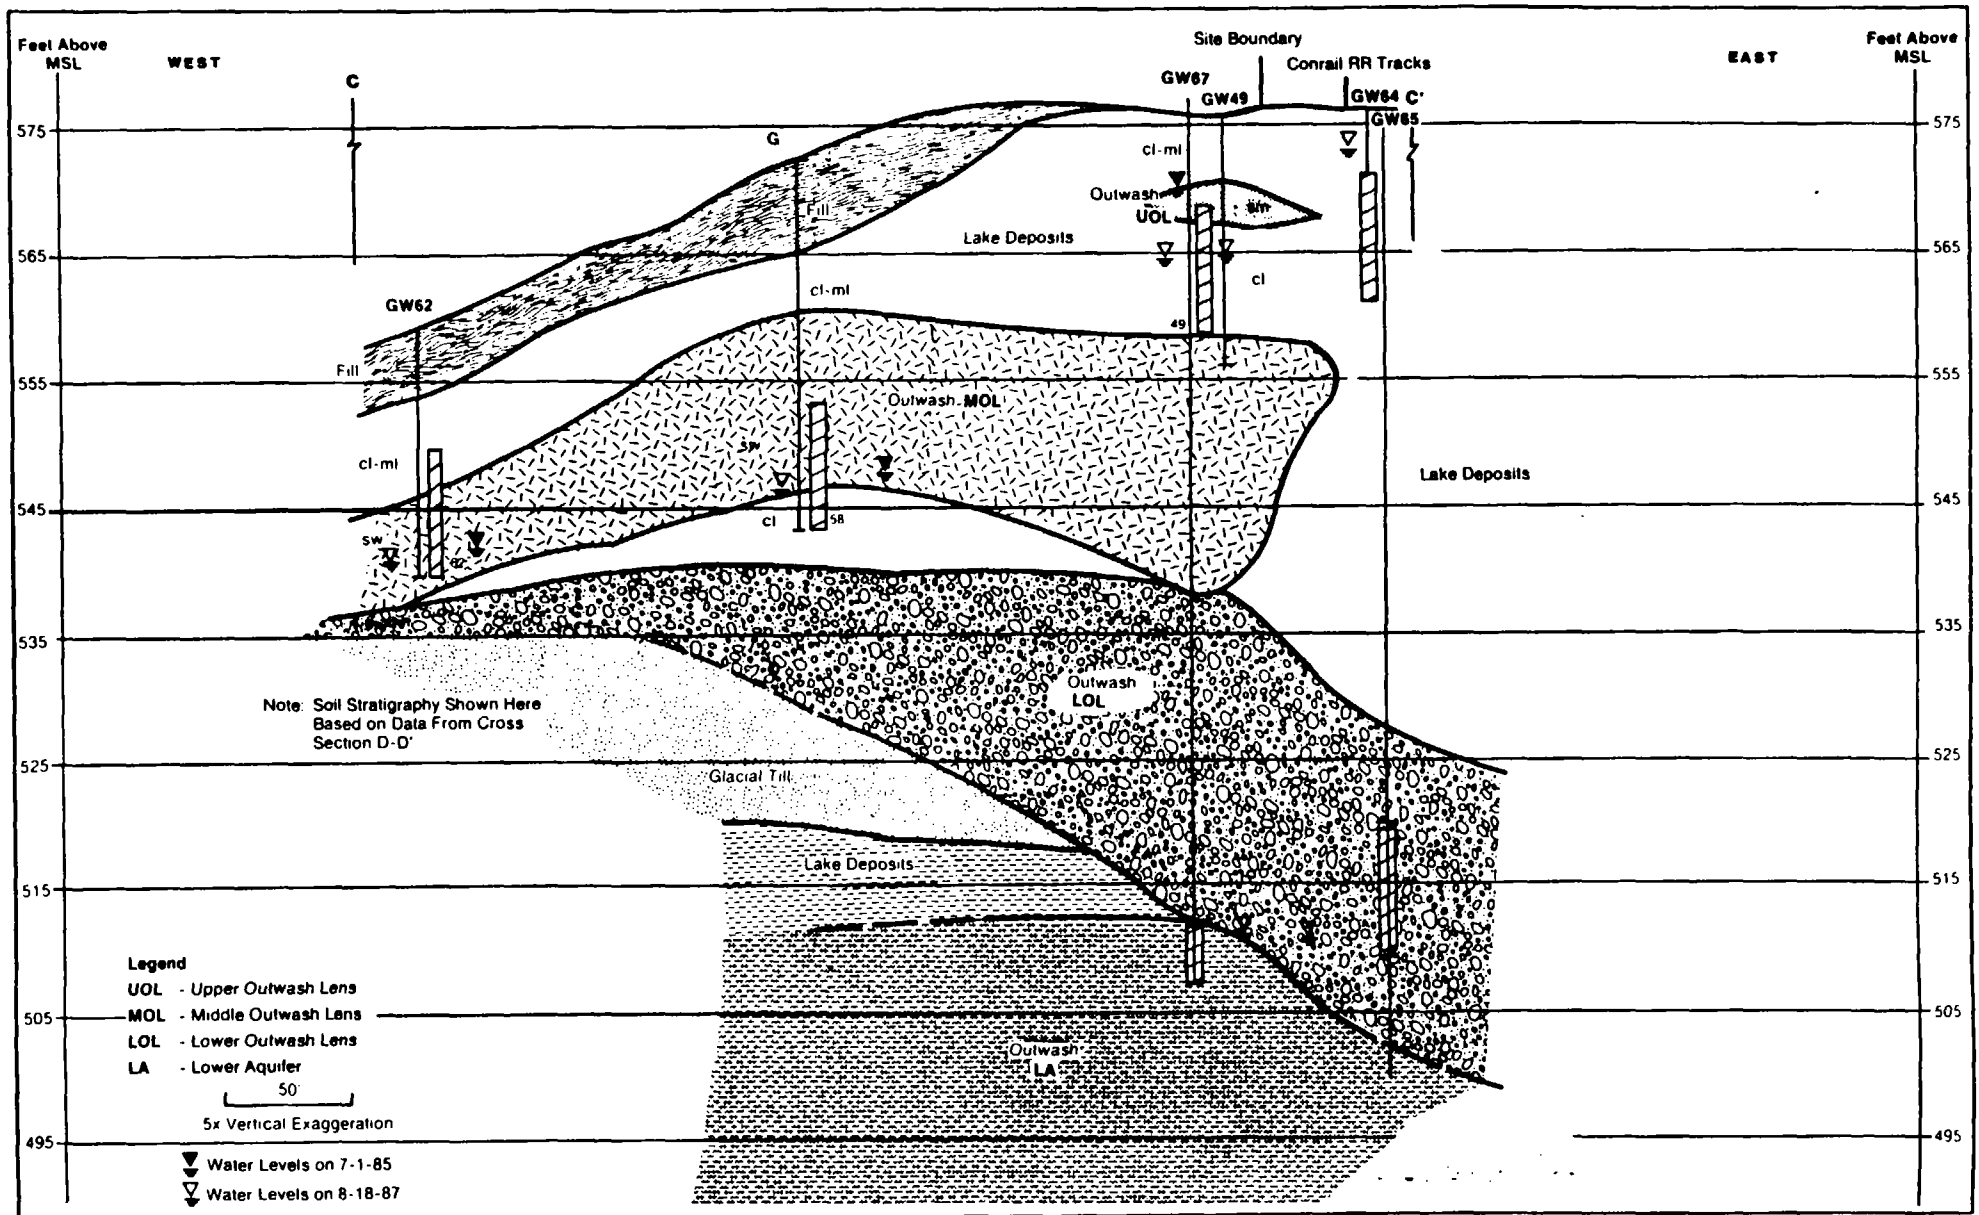 Site Boundary
Feet Above
MSL
WEST
Conrail RR Tracks
EAST
Feet Above
MSL
C
GW67
GW49
GW64 C'
GW65
575
575
G
cl-ml
Outwash
UOL
sm
Fill
Lake Deposits
565
565
cl
cl-ml
GW62
49
Fill
555
555
Outwash MOL
sw
cl-ml
Lake Deposits
545
545
cl
58
sw
62
535
535
Outwash
LOL
Note: Soil Stratigraphy Shown Here
Based on Data From Cross
Section D-D'
525
525
Glacial Till
Lake Deposits
515
515
Legend
UOL - Upper Outwash Lens
MOL - Middle Outwash Lens
LOL - Lower Outwash Lens
LA - Lower Aquifer
505
505
Outwash
LA
50'
5x Vertical Exaggeration
495
495
Water Levels on 7-1-85
Water Levels on 8-18-87